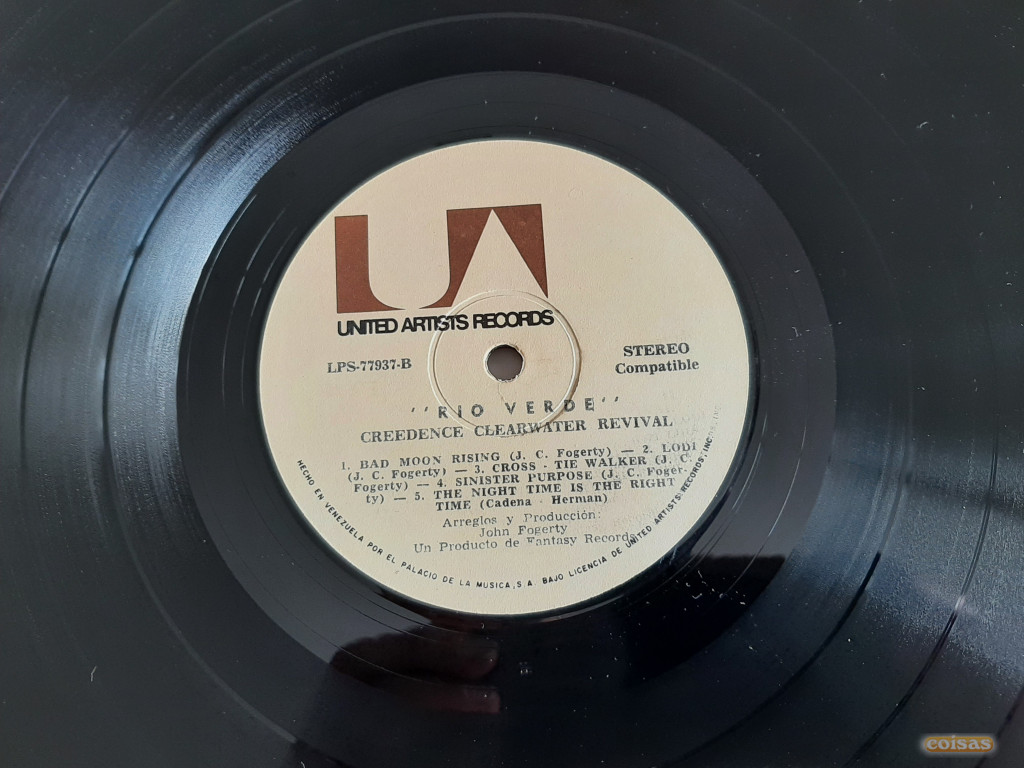 UNITED ARTISTS RECORDS
LPS-77937-B
STEREO
Compatible
''RIO VERDE''
CREEDENCE CLEARWATER REVIVAL
1. BAD MOON RISING (J. C. Fogerty) — 2. LODI
(J. C. Fogerty) — 3. CROSS - TIE WALKER (J. C.
Fogerty) — 4. SINISTER PURPOSE (J. C. Foger-
ty) — 5. THE NIGHT TIME IS THE RIGHT
TIME (Cadena - Herman)
Arreglos y Producción:
John Fogerty
Un Producto de Fantasy Records
HECHO EN VENEZUELA POR EL PALACIO DE LA MUSICA, S.A. BAJO LICENCIA DE UNITED ARTISTS RECORDS, INC.
coisas